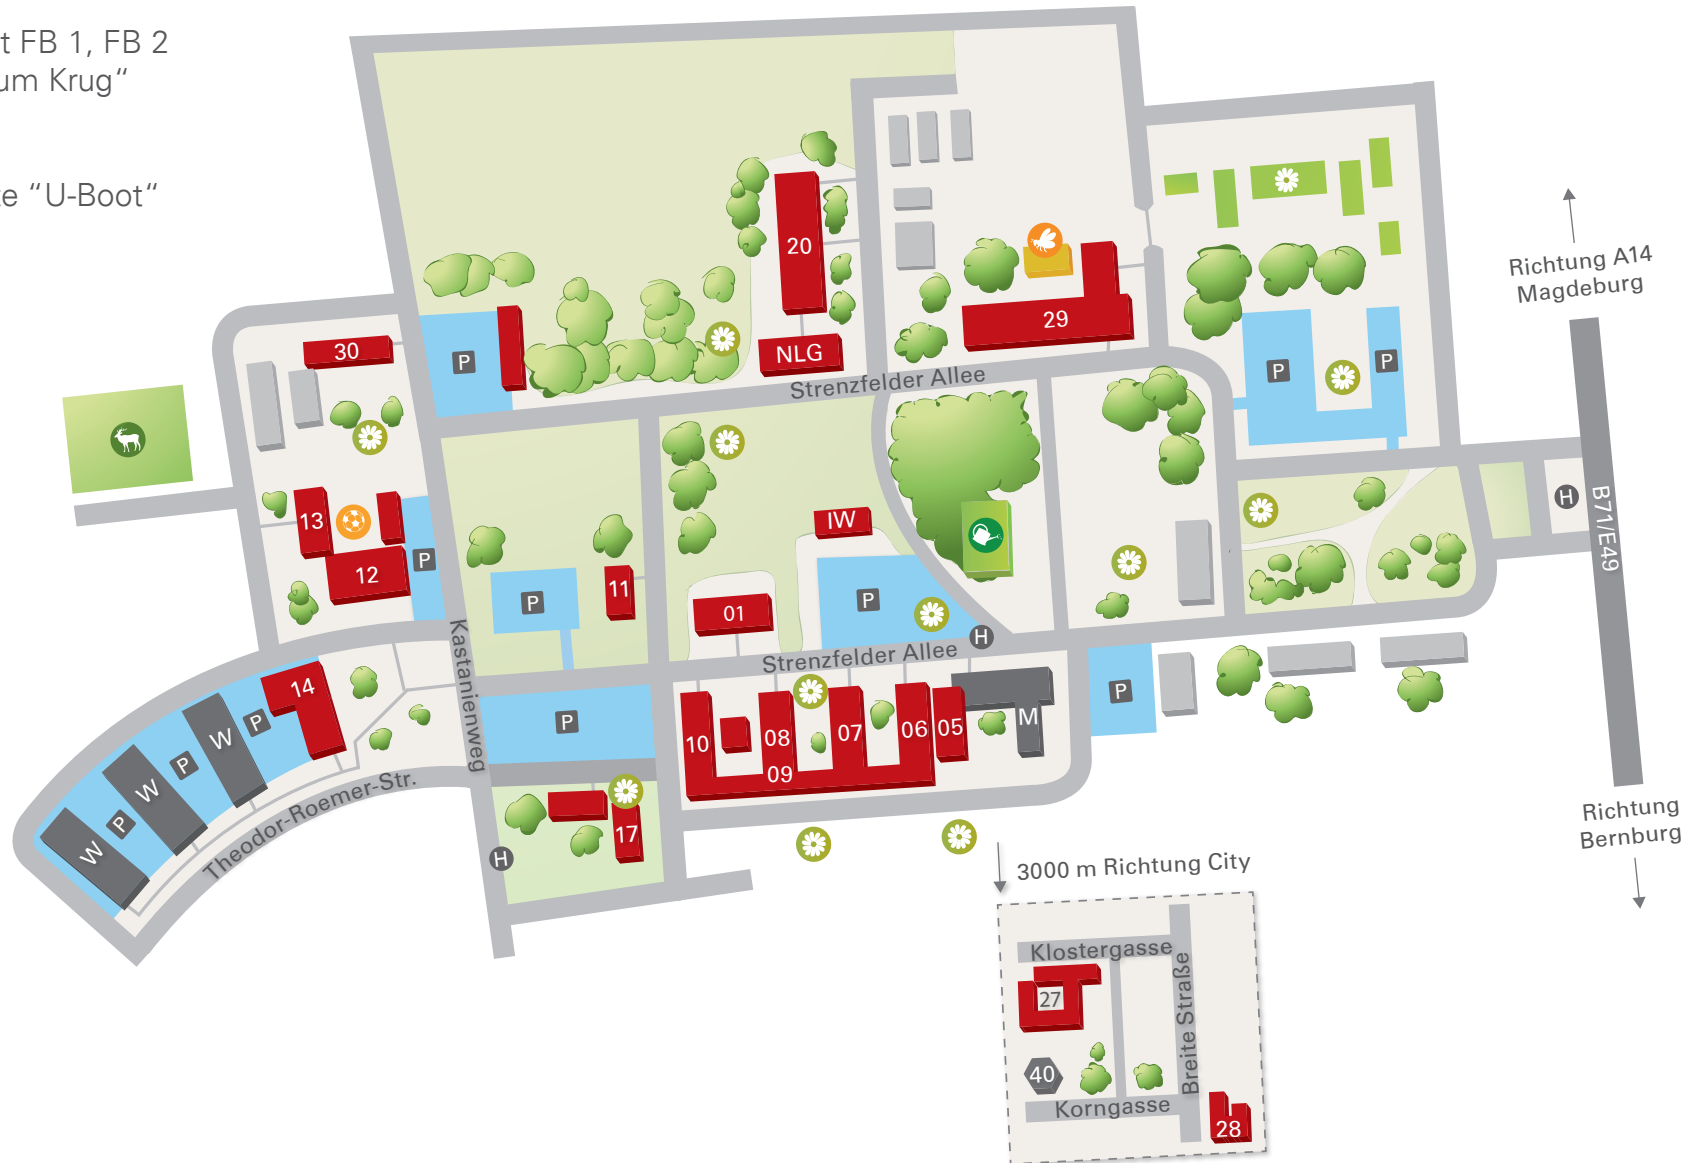 t FB 1, FB 2
um Krug“
te “U-Boot“
20
30
29
NLG
P
P
P
Strenzfelder Allee
Richtung A14
Magdeburg
13
12
P
IW
H
B71/E49
P
11
P
01
H
Strenzfelder Allee
Kastanienweg
14
P
W
P
W
P
W
P
10
08
07
06
05
M
09
P
Theodor-Roemer-Str.
17
H
Richtung
Bernburg
3000 m Richtung City
Klostergasse
27
Breite Straße
40
Korngasse
28